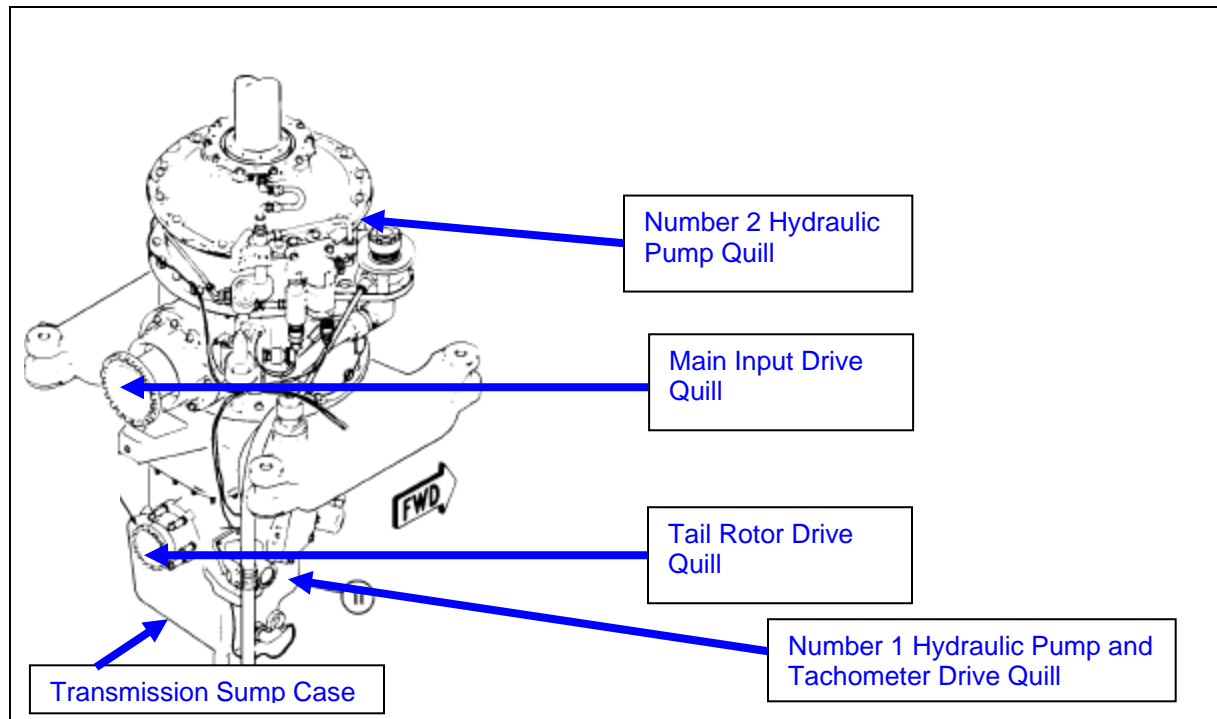 Number 2 Hydraulic
Pump Quill
Main Input Drive
Quill
FWD
Tail Rotor Drive
Quill
11
Number 1 Hydraulic Pump and
Tachometer Drive Quill
Transmission Sump Case